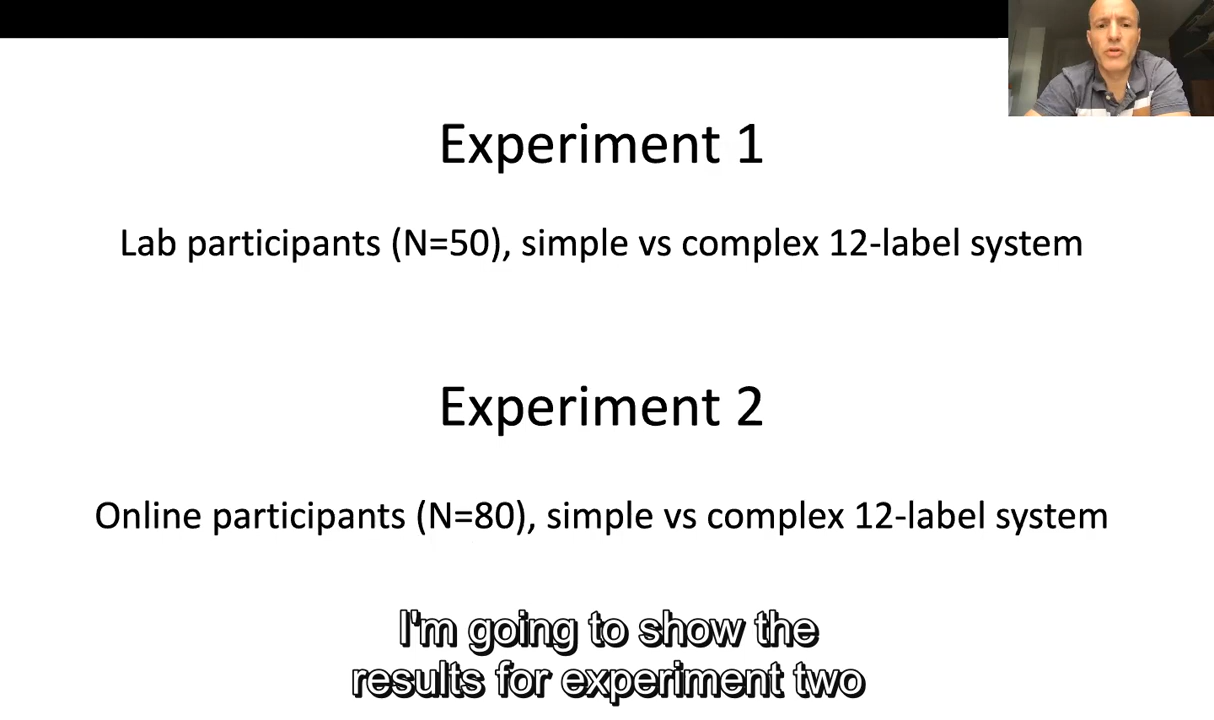 Experiment 1
Lab participants (N=50), simple vs complex 12-label system
Experiment 2
Online participants (N=80), simple vs complex 12-label system
I'm going to show the
results for experiment two